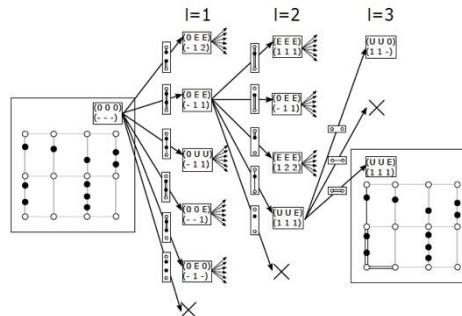 l=1
l=2
l=3
(0 0 0)
(- - -)
(0 E E)
(- 1 2)
(0 E E)
(- 1 1)
(0 U U)
(- 1 1)
(0 0 E)
(- - 1)
(0 E 0)
(- 1 -)
(E E E)
(1 1 1)
(0 E E)
(- 1 1)
(E E E)
(1 2 2)
(U U E)
(1 1 1)
(U U 0)
(1 1 -)
(U U E)
(1 1 1)